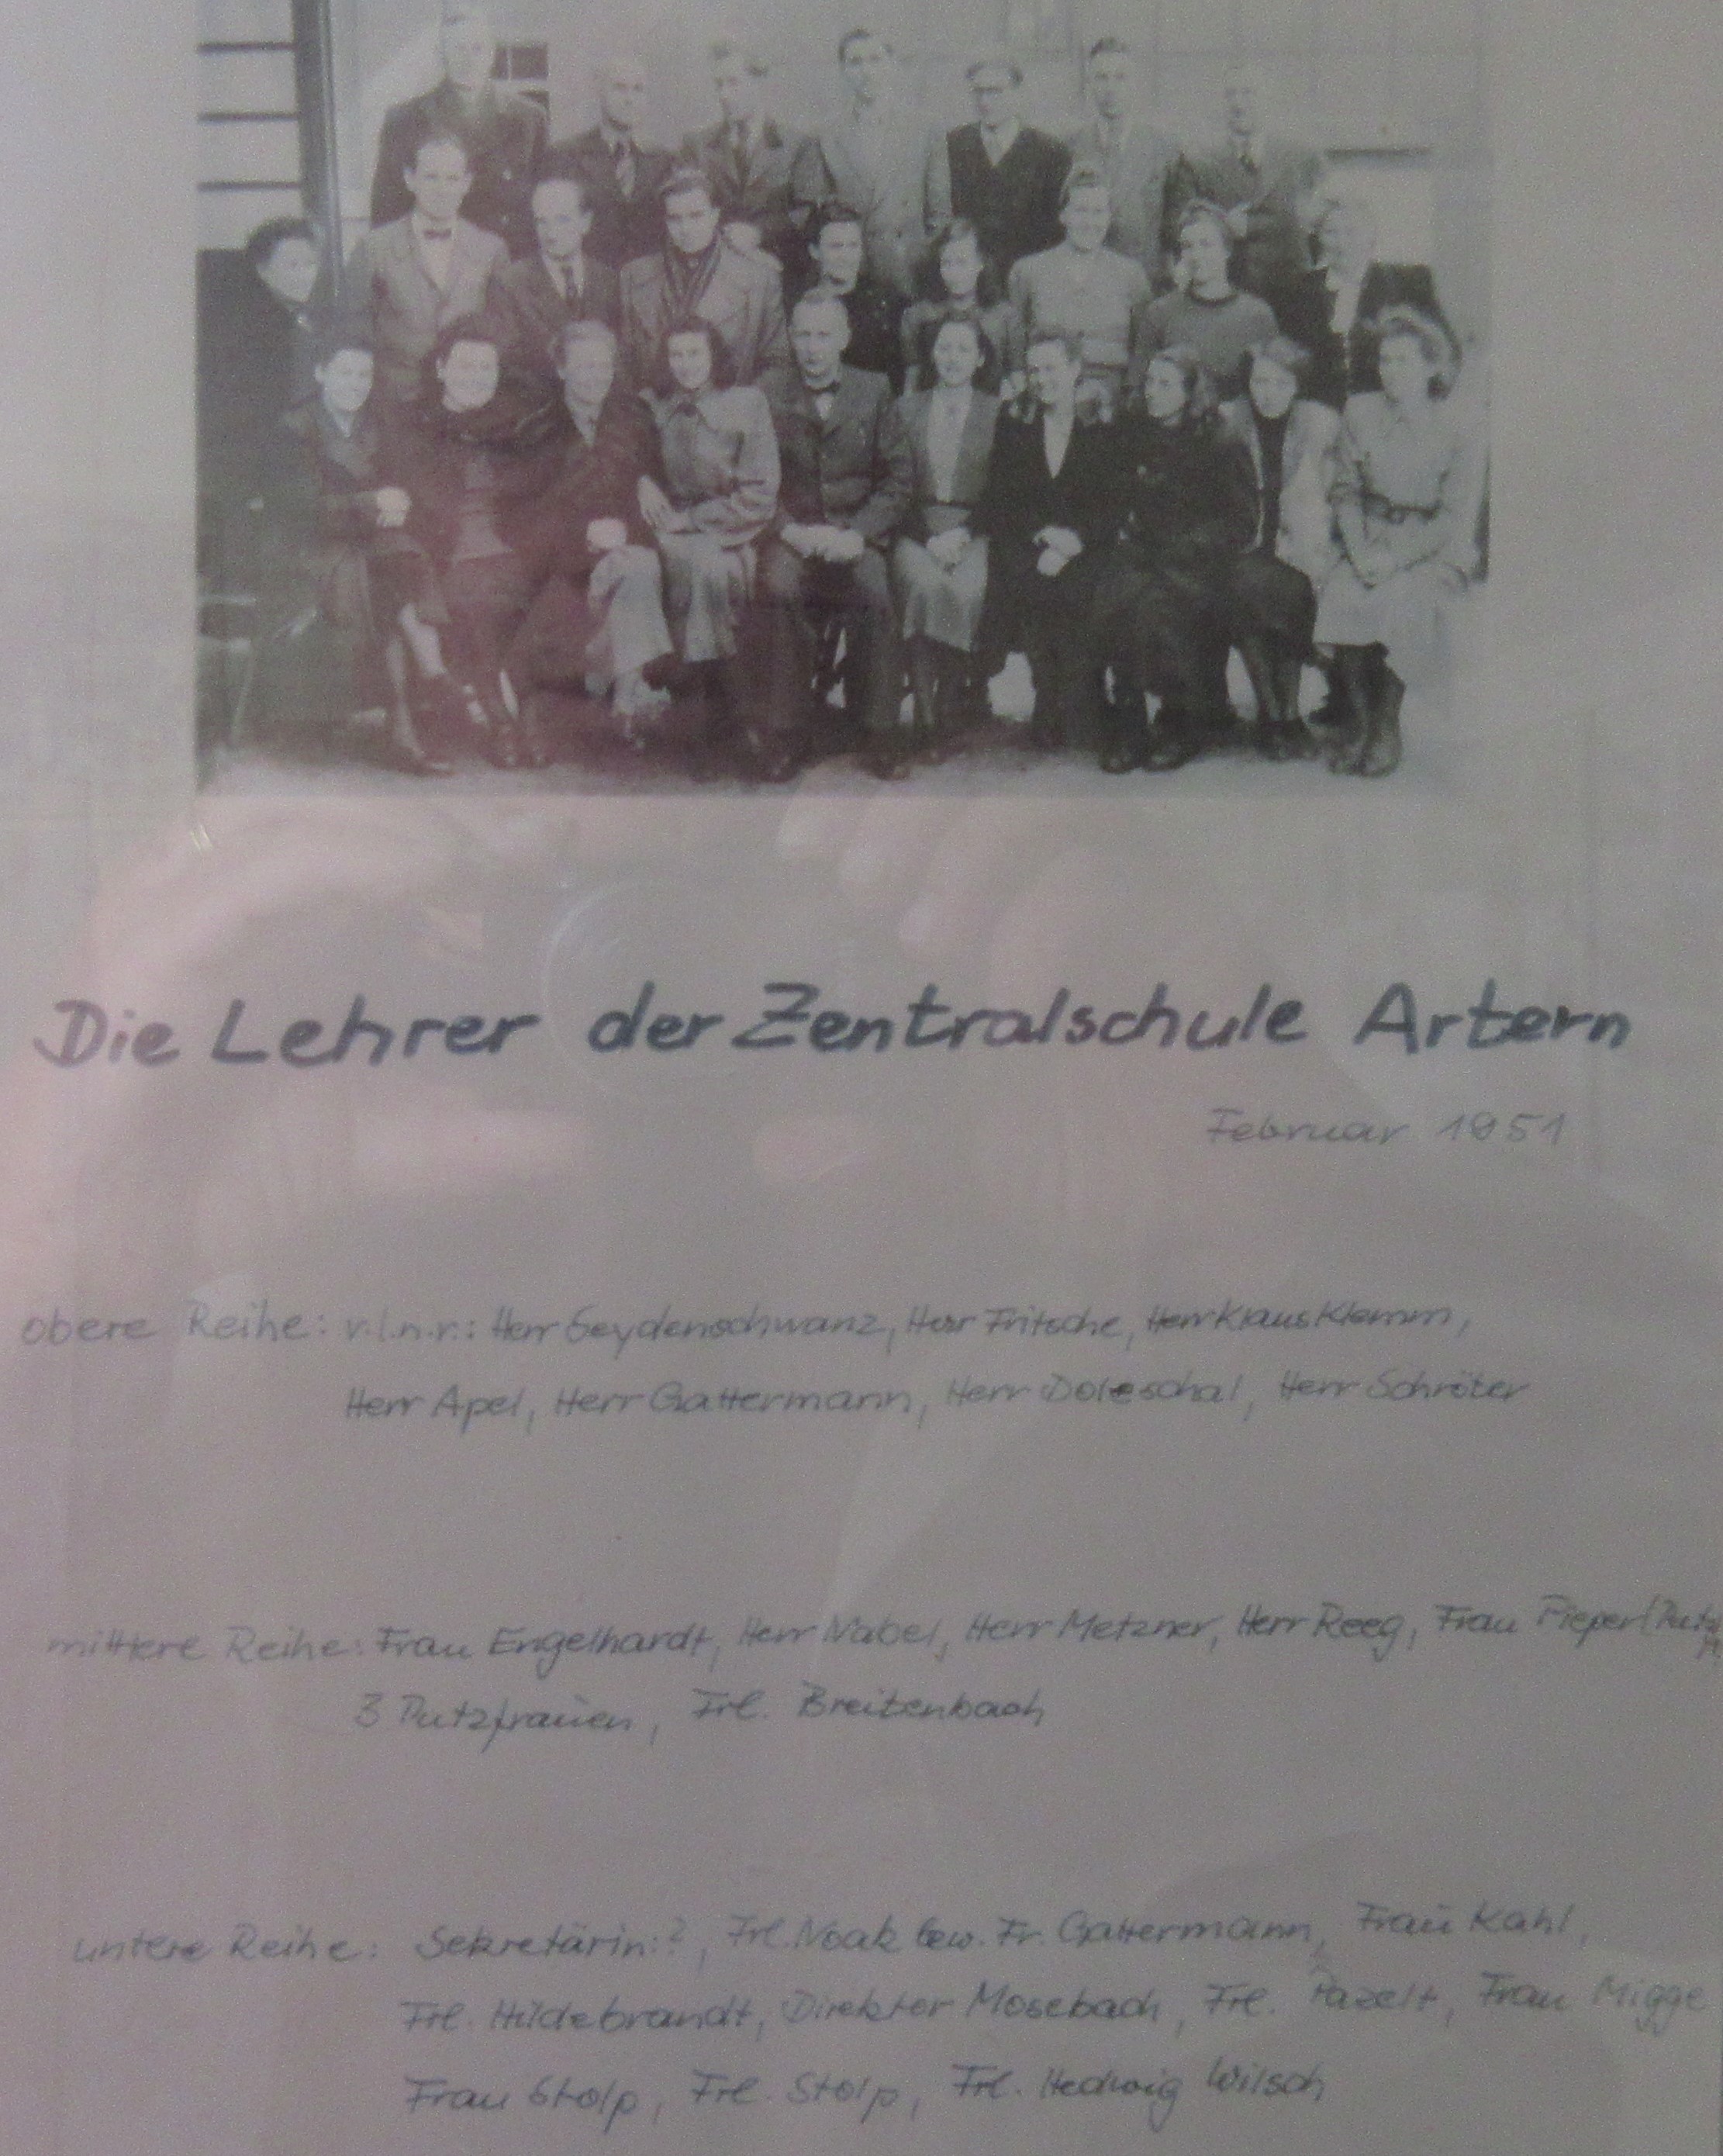 Die Lehrer der Zentralschule Artern
Februar 1951
obere Reihe: v.l.n.r.: Herr Seydenschwanz, Herr Fritsche, Herr Klaus Klemm,
Herr Apel, Herr Gattermann, Herr Doleschal, Herr Schröter
mittlere Reihe: Frau Engelhardt, Herr Nabel, Herr Metzner, Herr Reeg, Frau Pieper
3 Putzfrauen, Frl. Breitenbach
untere Reihe: Sekretärin:?, Frl. Noak bew. Fr. Gattermann, Frau Kahl,
Frl. Hildebrandt, Direktor Mosebach, Frl. Pazelt, Frau Migge
Frau Stolp, Frl. Stolp, Frl. Hedwig Wilsch